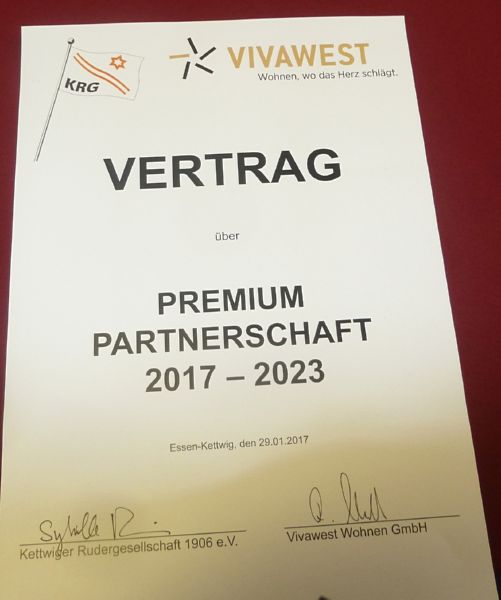 KRG
VIVAWEST
Wohnen, wo das Herz schlägt.
VERTRAG
über
PREMIUM
PARTNERSCHAFT
2017 – 2023
Essen-Kettwig, den 29.01.2017
Sybille
Kettwiger Rudergesellschaft 1906 e.V.
Vivawest Wohnen GmbH